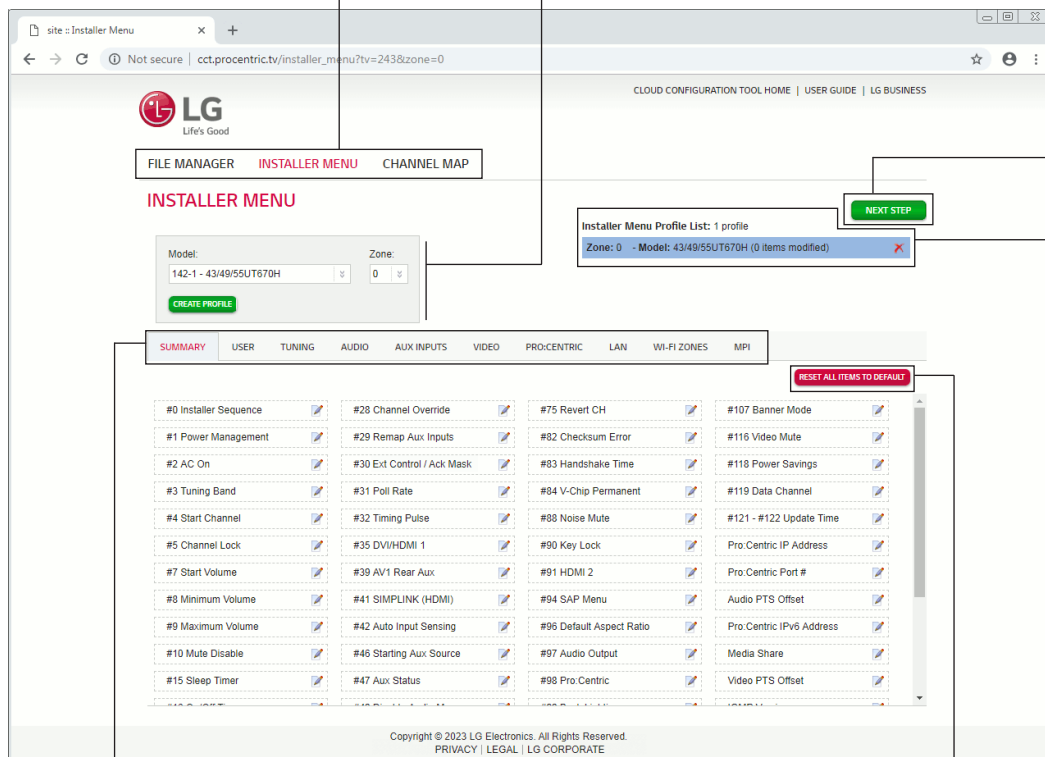 site :: Installer Menu
Not secure | cct.procentric.tv/installer_menu?tv=243&zone=0
CLOUD CONFIGURATION TOOL HOME | USER GUIDE | LG BUSINESS
LG
Life's Good
FILE MANAGER INSTALLER MENU CHANNEL MAP
INSTALLER MENU
NEXT STEP
Installer Menu Profile List: 1 profile
Zone: 0 - Model: 43/49/55UT670H (0 items modified)
Model: Zone:
142-1 - 43/49/55UT670H 0
CREATE PROFILE
SUMMARY USER TUNING AUDIO AUX INPUTS VIDEO PRO:CENTRIC LAN WI-FI ZONES MPI
RESET ALL ITEMS TO DEFAULT
#0 Installer Sequence #28 Channel Override #75 Revert CH #107 Banner Mode
#1 Power Management #29 Remap Aux Inputs #82 Checksum Error #116 Video Mute
#2 AC On #30 Ext Control / Ack Mask #83 Handshake Time #118 Power Savings
#3 Tuning Band #31 Poll Rate #84 V-Chip Permanent #119 Data Channel
#4 Start Channel #32 Timing Pulse #88 Noise Mute #121 - #122 Update Time
#5 Channel Lock #35 DVI/HDMI 1 #90 Key Lock Pro:Centric IP Address
#7 Start Volume #39 AV1 Rear Aux #91 HDMI 2 Pro:Centric Port #
#8 Minimum Volume #41 SIMPLINK (HDMI) #94 SAP Menu Audio PTS Offset
#9 Maximum Volume #42 Auto Input Sensing #96 Default Aspect Ratio Pro:Centric IPv6 Address
#10 Mute Disable #46 Starting Aux Source #97 Audio Output Media Share
#15 Sleep Timer #47 Aux Status #98 Pro:Centric Video PTS Offset
Copyright © 2023 LG Electronics. All Rights Reserved.
PRIVACY | LEGAL | LG CORPORATE